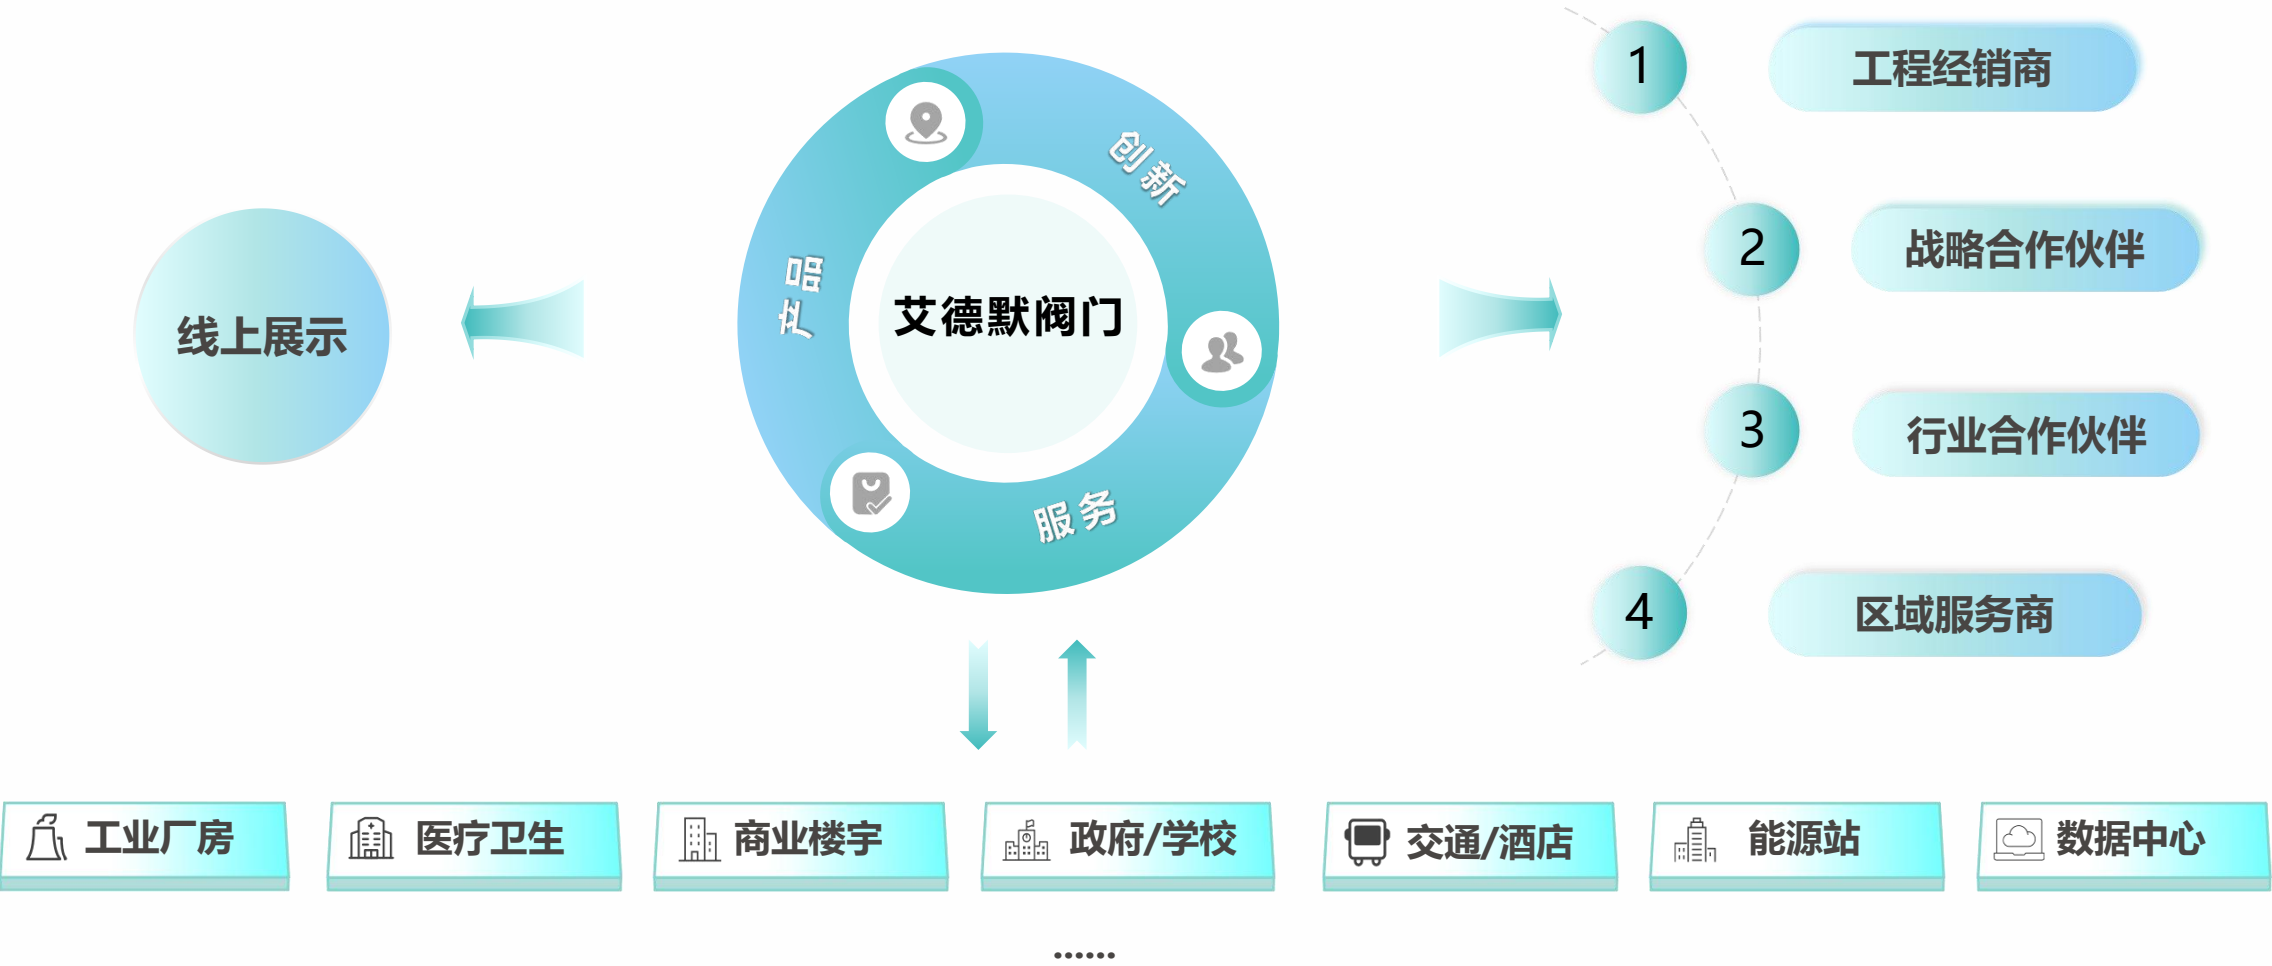 线上展示
产品
创新
服务
艾德默阀门
1
工程经销商
2
战略合作伙伴
3
行业合作伙伴
4
区域服务商
工业厂房
医疗卫生
商业楼宇
政府/学校
交通/酒店
能源站
数据中心
……